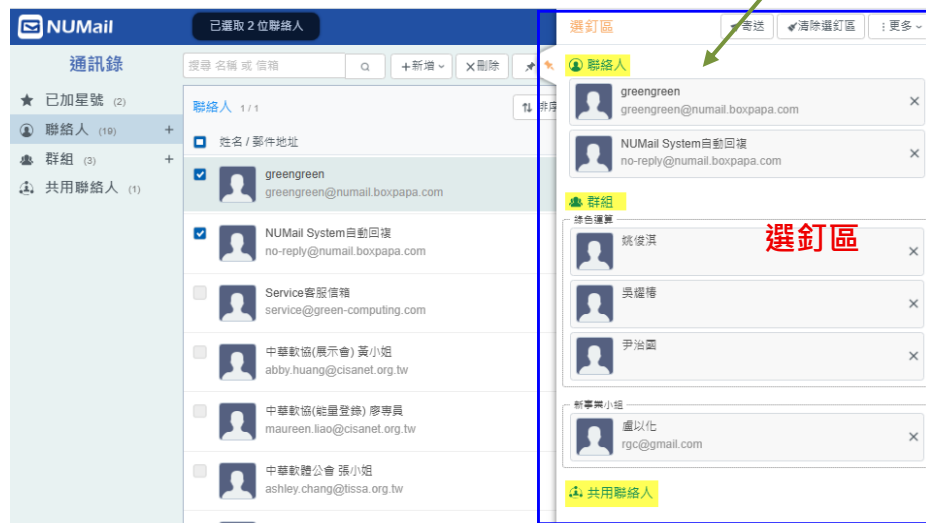 NUMail
已選取 2 位聯絡人
選釘區
寄送
清除選釘區
更多
通訊錄
搜尋 名稱 或 信箱
+新增
刪除
已加星號 (2)
聯絡人 (19) +
群組 (3) +
共用聯絡人 (1)
聯絡人 1 / 1
排序
姓名 / 郵件地址
greengreen
greengreen@numail.boxpapa.com
NUMail System自動回複
no-reply@numail.boxpapa.com
Service客服信箱
service@green-computing.com
中華軟協(展示會) 黃小姐
abby.huang@cisanet.org.tw
中華軟協(能量登錄) 廖専員
maureen.liao@cisanet.org.tw
中華軟體公會 張小姐
ashley.chang@tissa.org.tw
聯絡人
greengreen
greengreen@numail.boxpapa.com
NUMail System自動回複
no-reply@numail.boxpapa.com
群組
綠色運算
選釘區
姚俊淇
吳耀椿
尹治國
新事業小組
盧以化
rgc@gmail.com
共用聯絡人